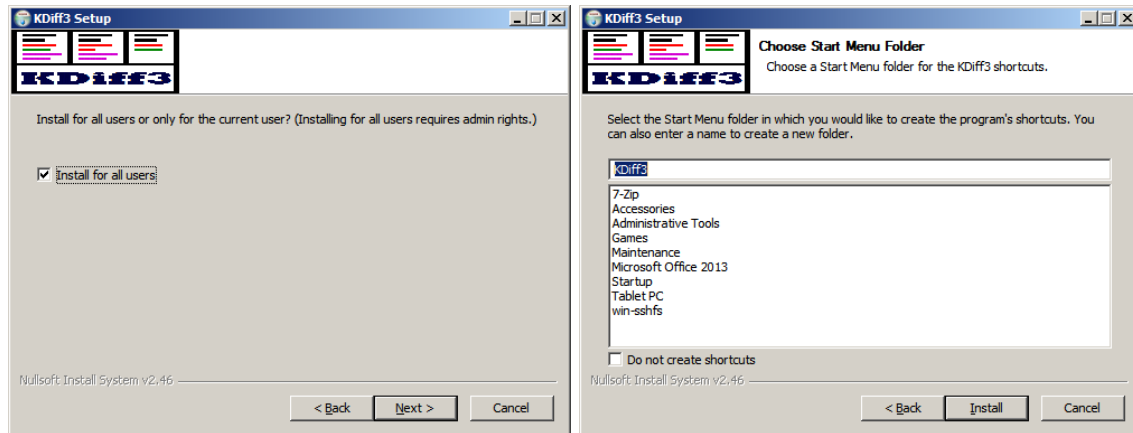 KDiff3 Setup
KDiff3
Install for all users or only for the current user? (Installing for all users requires admin rights.)
Install for all users
Nullsoft Install System v2.46
< Back
Next >
Cancel
KDiff3 Setup
KDiff3
Choose Start Menu Folder
Choose a Start Menu folder for the KDiff3 shortcuts.
Select the Start Menu folder in which you would like to create the program's shortcuts. You
can also enter a name to create a new folder.
KDiff3
7-Zip
Accessories
Administrative Tools
Games
Maintenance
Microsoft Office 2013
Startup
Tablet PC
win-sshfs
Do not create shortcuts
Nullsoft Install System v2.46
< Back
Install
Cancel